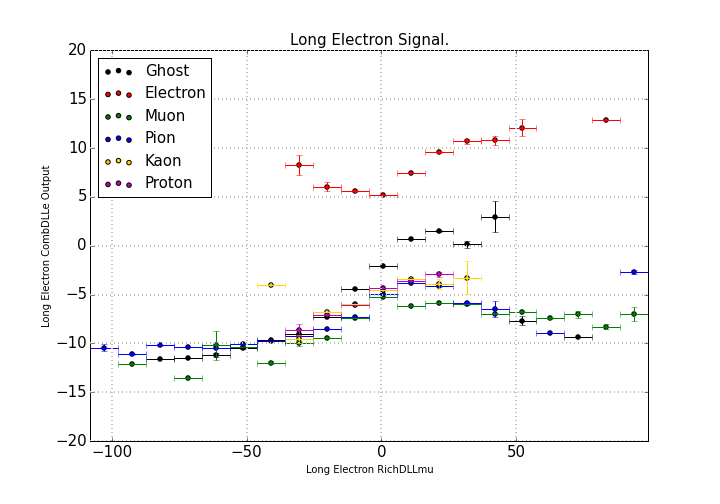 Long Electron Signal.
20
15
10
5
0
−5
−10
−15
−20
Long Electron CombDLLe Output
Ghost
Electron
Muon
Pion
Kaon
Proton
−100
−50
0
50
Long Electron RichDLLmu